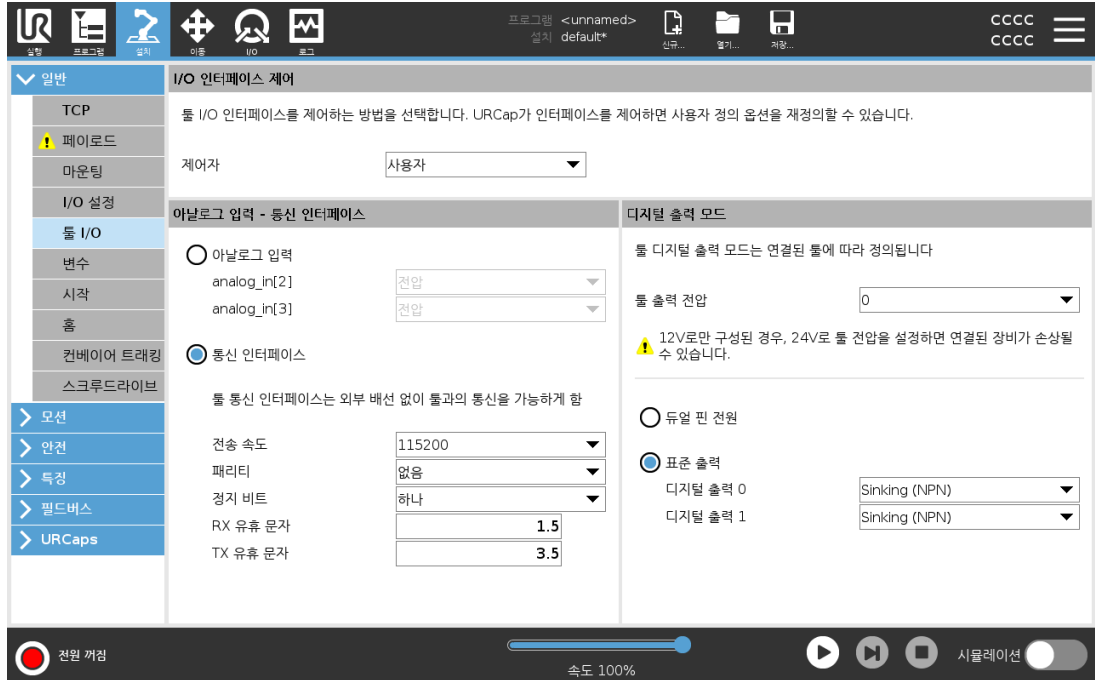 UR
프로그램 <unnamed>
설치 default*
cccc
cccc
실행 프로그램 설치 이동 I/O 로그 신규... 열기... 저장...
일반
TCP
페이로드
마운팅
I/O 설정
툴 I/O
변수
시작
홈
컨베이어 트래킹
스크루드라이브
모션
안전
특징
필드버스
URCaps
I/O 인터페이스 제어
툴 I/O 인터페이스를 제어하는 방법을 선택합니다. URCap가 인터페이스를 제어하면 사용자 정의 옵션을 재정의할 수 있습니다.
제어자 사용자
아날로그 입력 - 통신 인터페이스
아날로그 입력
analog_in[2] 전압
analog_in[3] 전압
통신 인터페이스
툴 통신 인터페이스는 외부 배선 없이 툴과의 통신을 가능하게 함
전송 속도 115200
패리티 없음
정지 비트 하나
RX 유휴 문자 1.5
TX 유휴 문자 3.5
디지털 출력 모드
툴 디지털 출력 모드는 연결된 툴에 따라 정의됩니다
툴 출력 전압 0
12V로만 구성된 경우, 24V로 툴 전압을 설정하면 연결된 장비가 손상될
수 있습니다.
듀얼 핀 전원
표준 출력
디지털 출력 0 Sinking (NPN)
디지털 출력 1 Sinking (NPN)
전원 꺼짐
속도 100%
시뮬레이션